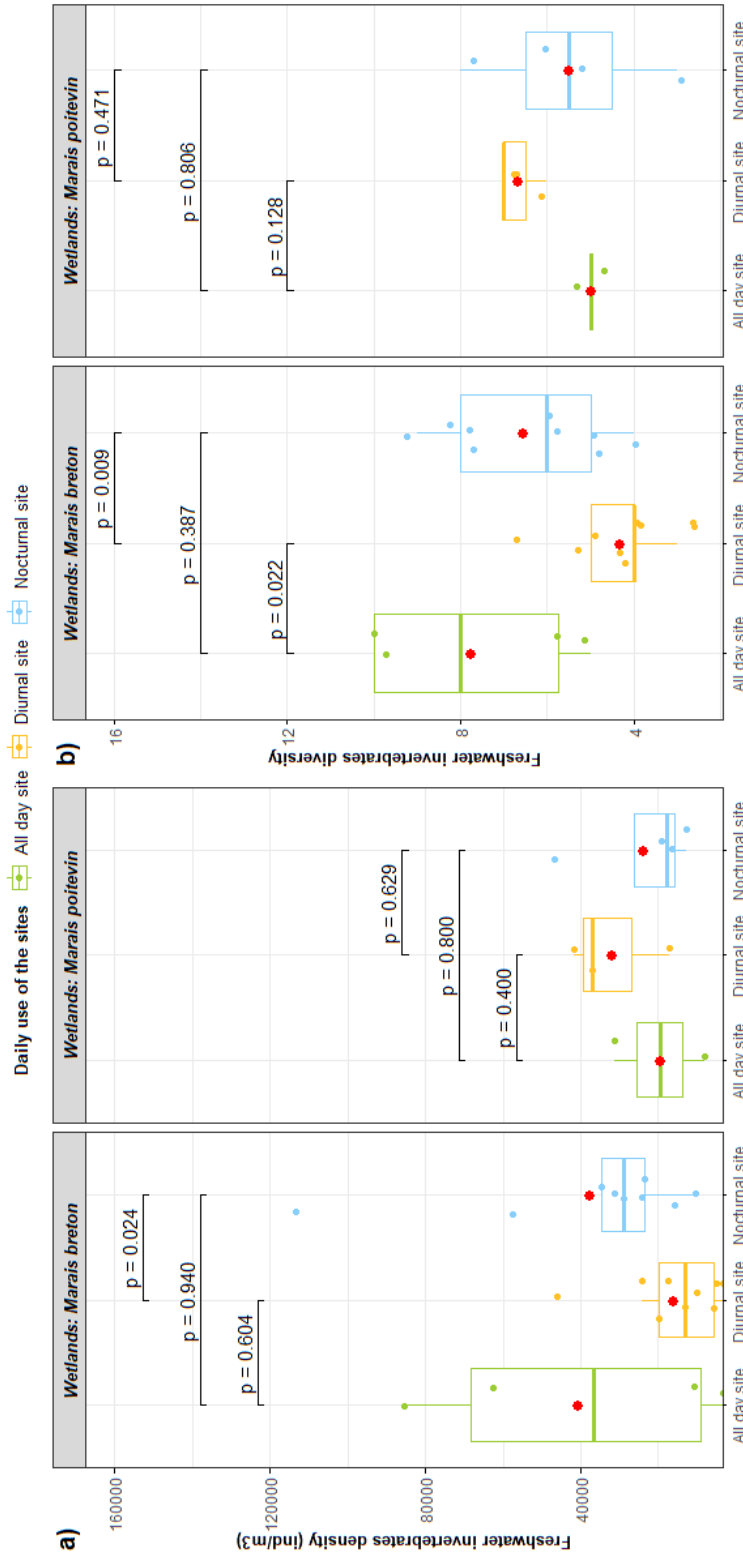 Daily use of the sites All day site Diurnal site Nocturnal site
a)
Wetlands: Marais breton
Wetlands: Marais poitevin
Freshwater invertebrates density (ind/m3)
160000
120000
80000
40000
p = 0.024
p = 0.940
p = 0.604
p = 0.629
p = 0.800
p = 0.400
All day site Diurnal site Nocturnal site
All day site Diurnal site Nocturnal site
b)
Wetlands: Marais breton
Wetlands: Marais poitevin
Freshwater invertebrates diversity
16
12
8
4
p = 0.009
p = 0.387
p = 0.022
p = 0.471
p = 0.806
p = 0.128
All day site Diurnal site Nocturnal site
All day site Diurnal site Nocturnal site